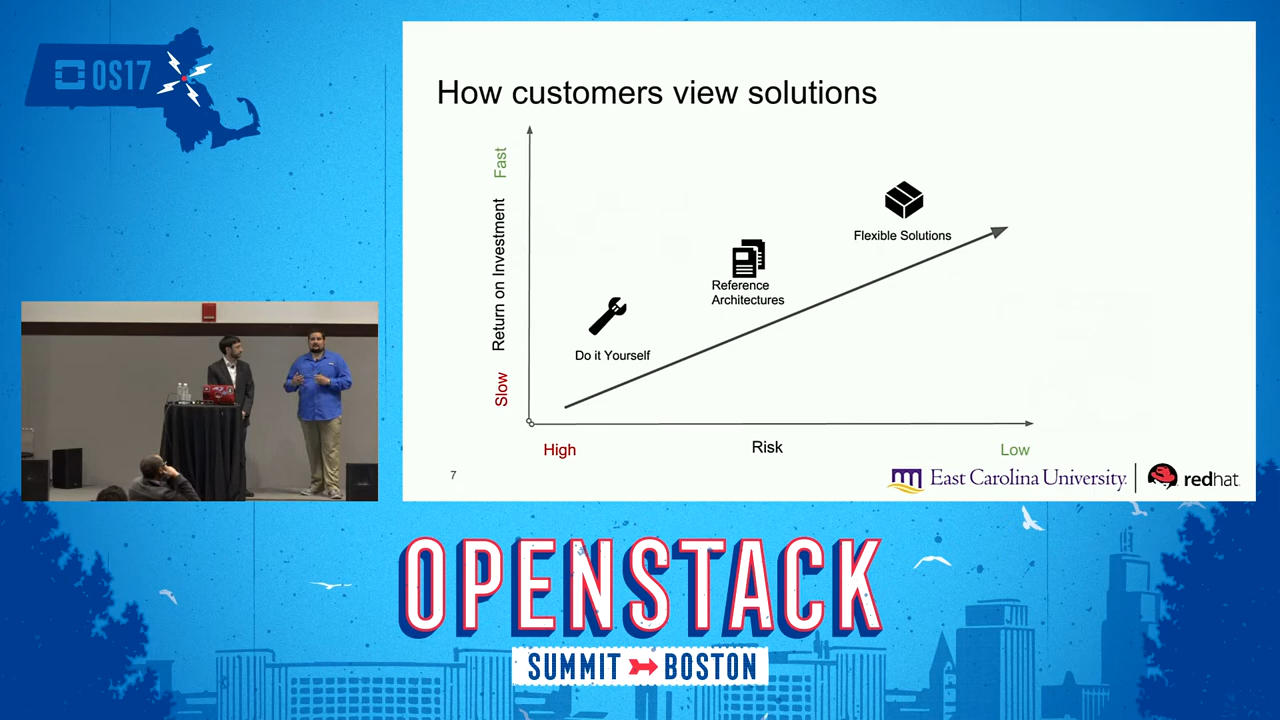 OS17
How customers view solutions
Fast
Return on Investment
Slow
Flexible Solutions
Reference
Architectures
Do it Yourself
High
Risk
Low
7
East Carolina University.
redhat.
OPENSTACK
SUMMIT BOSTON